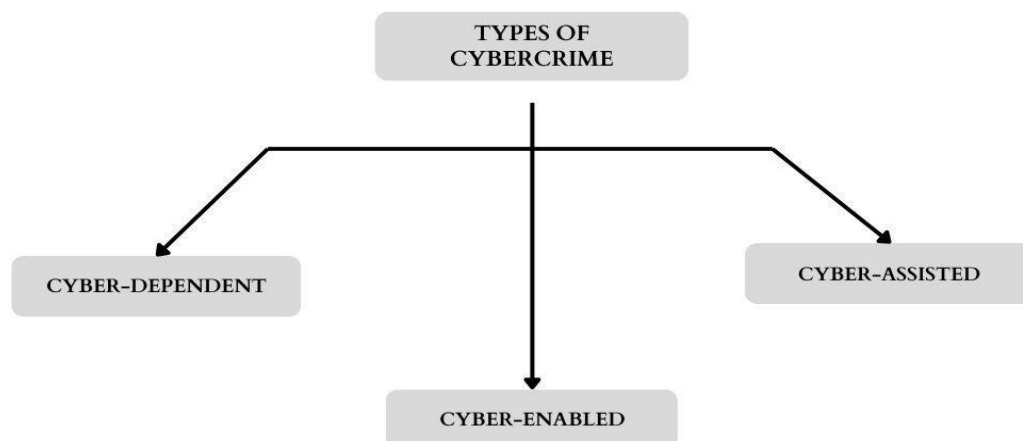 TYPES OF
CYBERCRIME
CYBER-DEPENDENT
CYBER-ASSISTED
CYBER-ENABLED